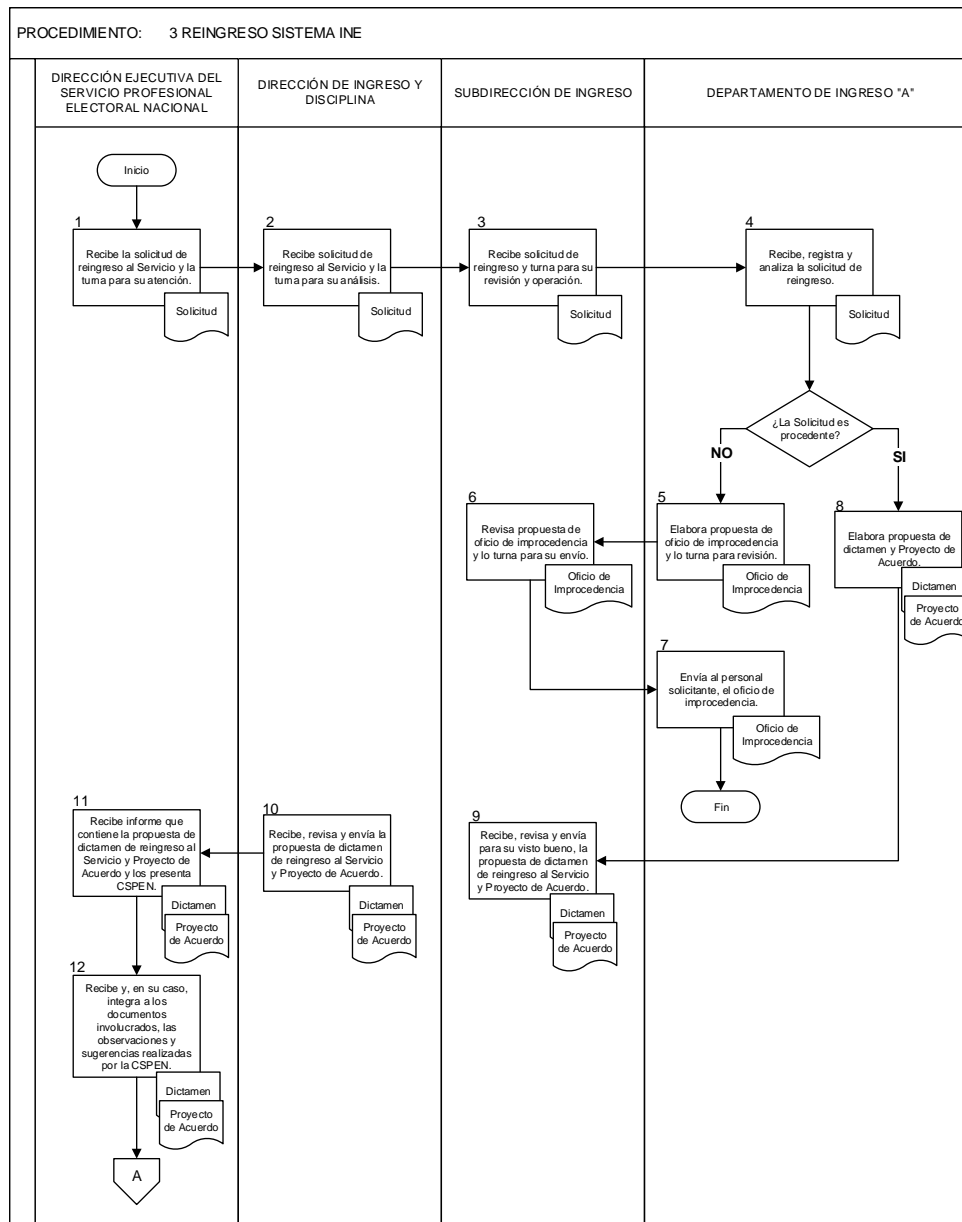 PROCEDIMIENTO: 3 REINGRESO SISTEMA INE
DIRECCIÓN EJECUTIVA DEL
SERVICIO PROFESIONAL
ELECTORAL NACIONAL
DIRECCIÓN DE INGRESO Y
DISCIPLINA
SUBDIRECCIÓN DE INGRESO
DEPARTAMENTO DE INGRESO "A"
Inicio
1
Recibe la solicitud de
reingreso al Servicio y la
turna para su atención.
Solicitud
2
Recibe solicitud de
reingreso al Servicio y la
turna para su análisis.
Solicitud
3
Recibe solicitud de
reingreso y turna para su
revisión y operación.
Solicitud
4
Recibe, registra y
analiza la solicitud de
reingreso.
Solicitud
¿La Solicitud es
procedente?
NO
SI
6
Revisa propuesta de
oficio de improcedencia
y lo turna para su envío.
Oficio de
Improcedencia
5
Elabora propuesta de
oficio de improcedencia
y lo turna para revisión.
Oficio de
Improcedencia
8
Elabora propuesta de
dictamen y Proyecto de
Acuerdo.
Dictamen
Proyecto
de Acuerdo
7
Envía al personal
solicitante, el oficio de
improcedencia.
Oficio de
Improcedencia
Fin
11
Recibe informe que
contiene la propuesta de
dictamen de reingreso al
Servicio y Proyecto de
Acuerdo y los presenta
CSPEN.
Dictamen
Proyecto
de Acuerdo
10
Recibe, revisa y envía la
propuesta de dictamen
de reingreso al Servicio
y Proyecto de Acuerdo.
Dictamen
Proyecto
de Acuerdo
9
Recibe, revisa y envía
para su visto bueno, la
propuesta de dictamen
de reingreso al Servicio
y Proyecto de Acuerdo.
Dictamen
Proyecto
de Acuerdo
12
Recibe y, en su caso,
integra a los
documentos
involucrados, las
observaciones y
sugerencias realizadas
por la CSPEN.
Dictamen
Proyecto
de Acuerdo
A